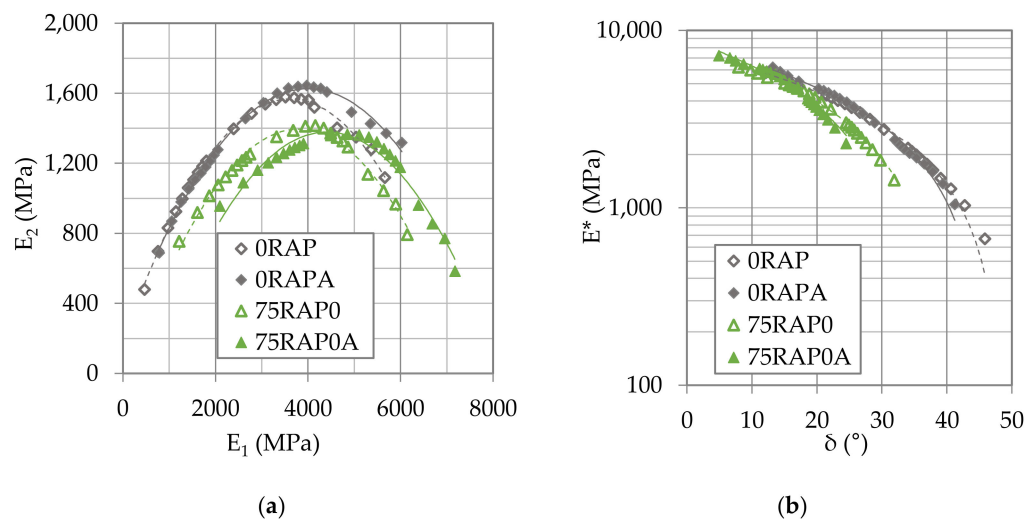 2,000
1,600
1,200
800
400
0
E2 (MPa)
0RAP
0RAPA
75RAP0
75RAP0A
0 2000 4000 6000 8000
E1 (MPa)
(a)
10,000
1,000
100
E* (MPa)
0RAP
0RAPA
75RAP0
75RAP0A
0 10 20 30 40 50
δ (°)
(b)